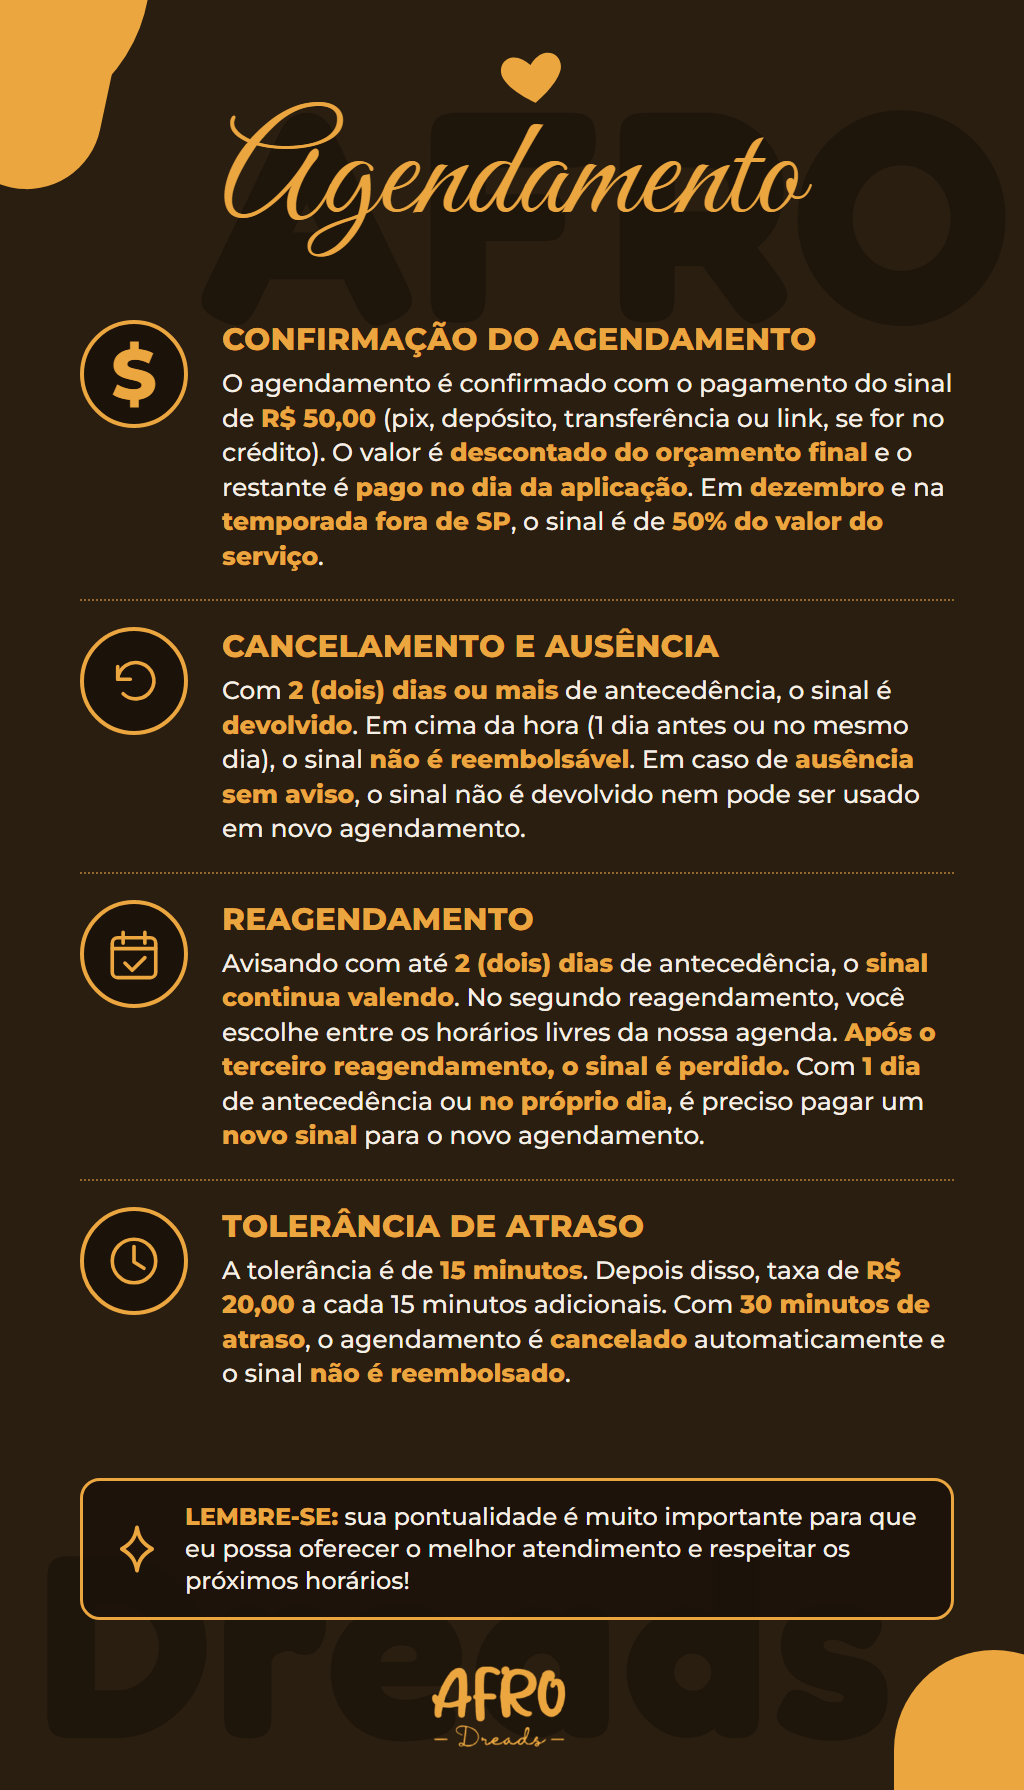 AFRO
Agendamento
$
CONFIRMAÇÃO DO AGENDAMENTO
O agendamento é confirmado com o pagamento do sinal
de R$ 50,00 (pix, depósito, transferência ou link, se for no
crédito). O valor é descontado do orçamento final e o
restante é pago no dia da aplicação. Em dezembro e na
temporada fora de SP, o sinal é de 50% do valor do
serviço.
CANCELAMENTO E AUSÊNCIA
Com 2 (dois) dias ou mais de antecedência, o sinal é
devolvido. Em cima da hora (1 dia antes ou no mesmo
dia), o sinal não é reembolsável. Em caso de ausência
sem aviso, o sinal não é devolvido nem pode ser usado
em novo agendamento.
REAGENDAMENTO
Avisando com até 2 (dois) dias de antecedência, o sinal
continua valendo. No segundo reagendamento, você
escolhe entre os horários livres da nossa agenda. Após o
terceiro reagendamento, o sinal é perdido. Com 1 dia
de antecedência ou no próprio dia, é preciso pagar um
novo sinal para o novo agendamento.
TOLERÂNCIA DE ATRASO
A tolerância é de 15 minutos. Depois disso, taxa de R$
20,00 a cada 15 minutos adicionais. Com 30 minutos de
atraso, o agendamento é cancelado automaticamente e
o sinal não é reembolsado.
LEMBRE-SE: sua pontualidade é muito importante para que
eu possa oferecer o melhor atendimento e respeitar os
próximos horários!
Dreads
AFRO
Dreads